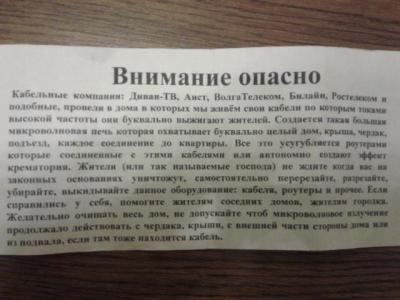 Внимание опасно
Кабельные компании: Диван-ТВ, Аист, ВолгаТелеком, Билайн, Ростелеком и
подобные, провели в дома в которых мы живём свои кабели по которым токами
высокой частоты они буквально выжигают жителей. Создается такая большая
микроволновая печь которая охватывает буквально целый дом, крыша, чердак,
подъезд, каждое соединение до квартиры. Все это усугубляется роутерами
которые соединенные с этими кабелями или автономно создают эффект
крематория. Жители (или так называемые господа) не ждите когда вас на
законных основаниях уничтожут, самостоятельно перерезайте, разрезайте,
убирайте, выкидывайте данное оборудование: кабеля, роутеры и прочее. Если
справились у себя, помогите жителям соседних домов, жителям городка.
Желательно очищать весь дом, не допускайте чтоб микроволновое излучение
продолжало действовать с чердака, крыши, с внешней части стороны дома или
из подвала, если там тоже находится кабель.